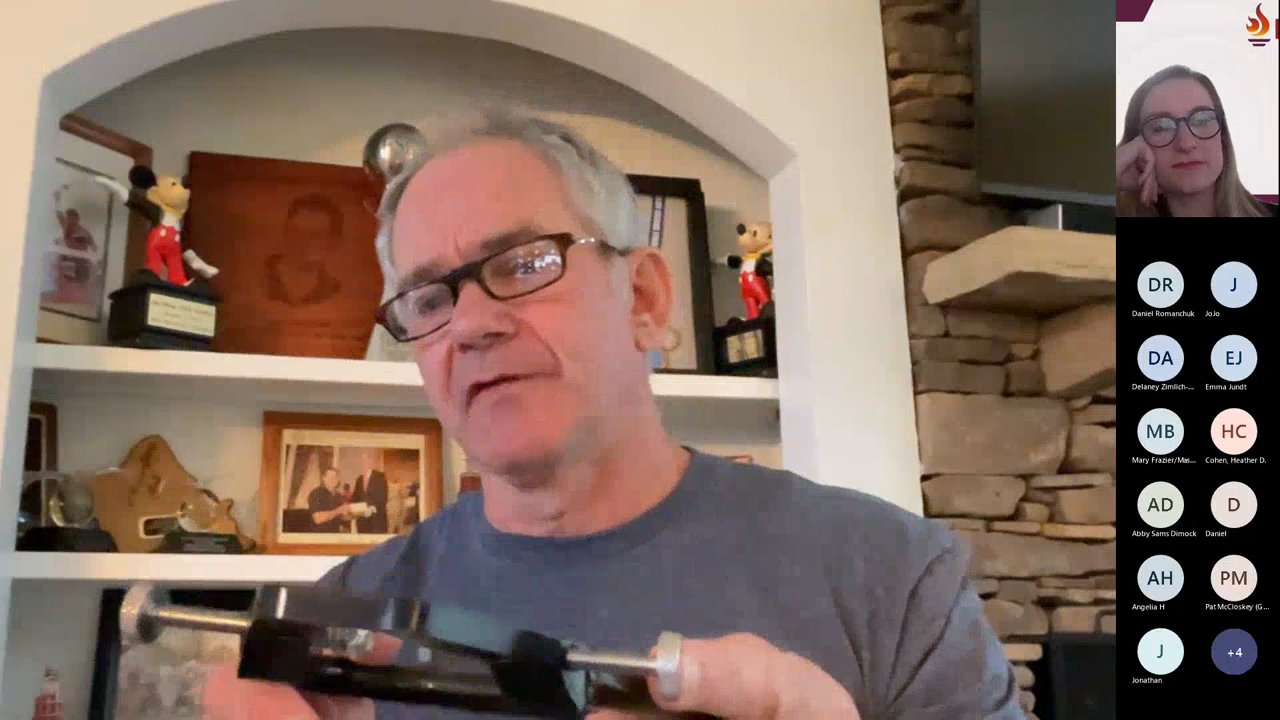 DR
J
Daniel Romanchuk
JoJo
DA
EJ
Delaney Zimlich-...
Emma Jundt
MB
HC
Mary Frazier/Mas...
Cohen, Heather D.
AD
D
Abby Sams Dimock
Daniel
AH
PM
Angelia H
Pat McCloskey (G...
J
+4
Jonathan